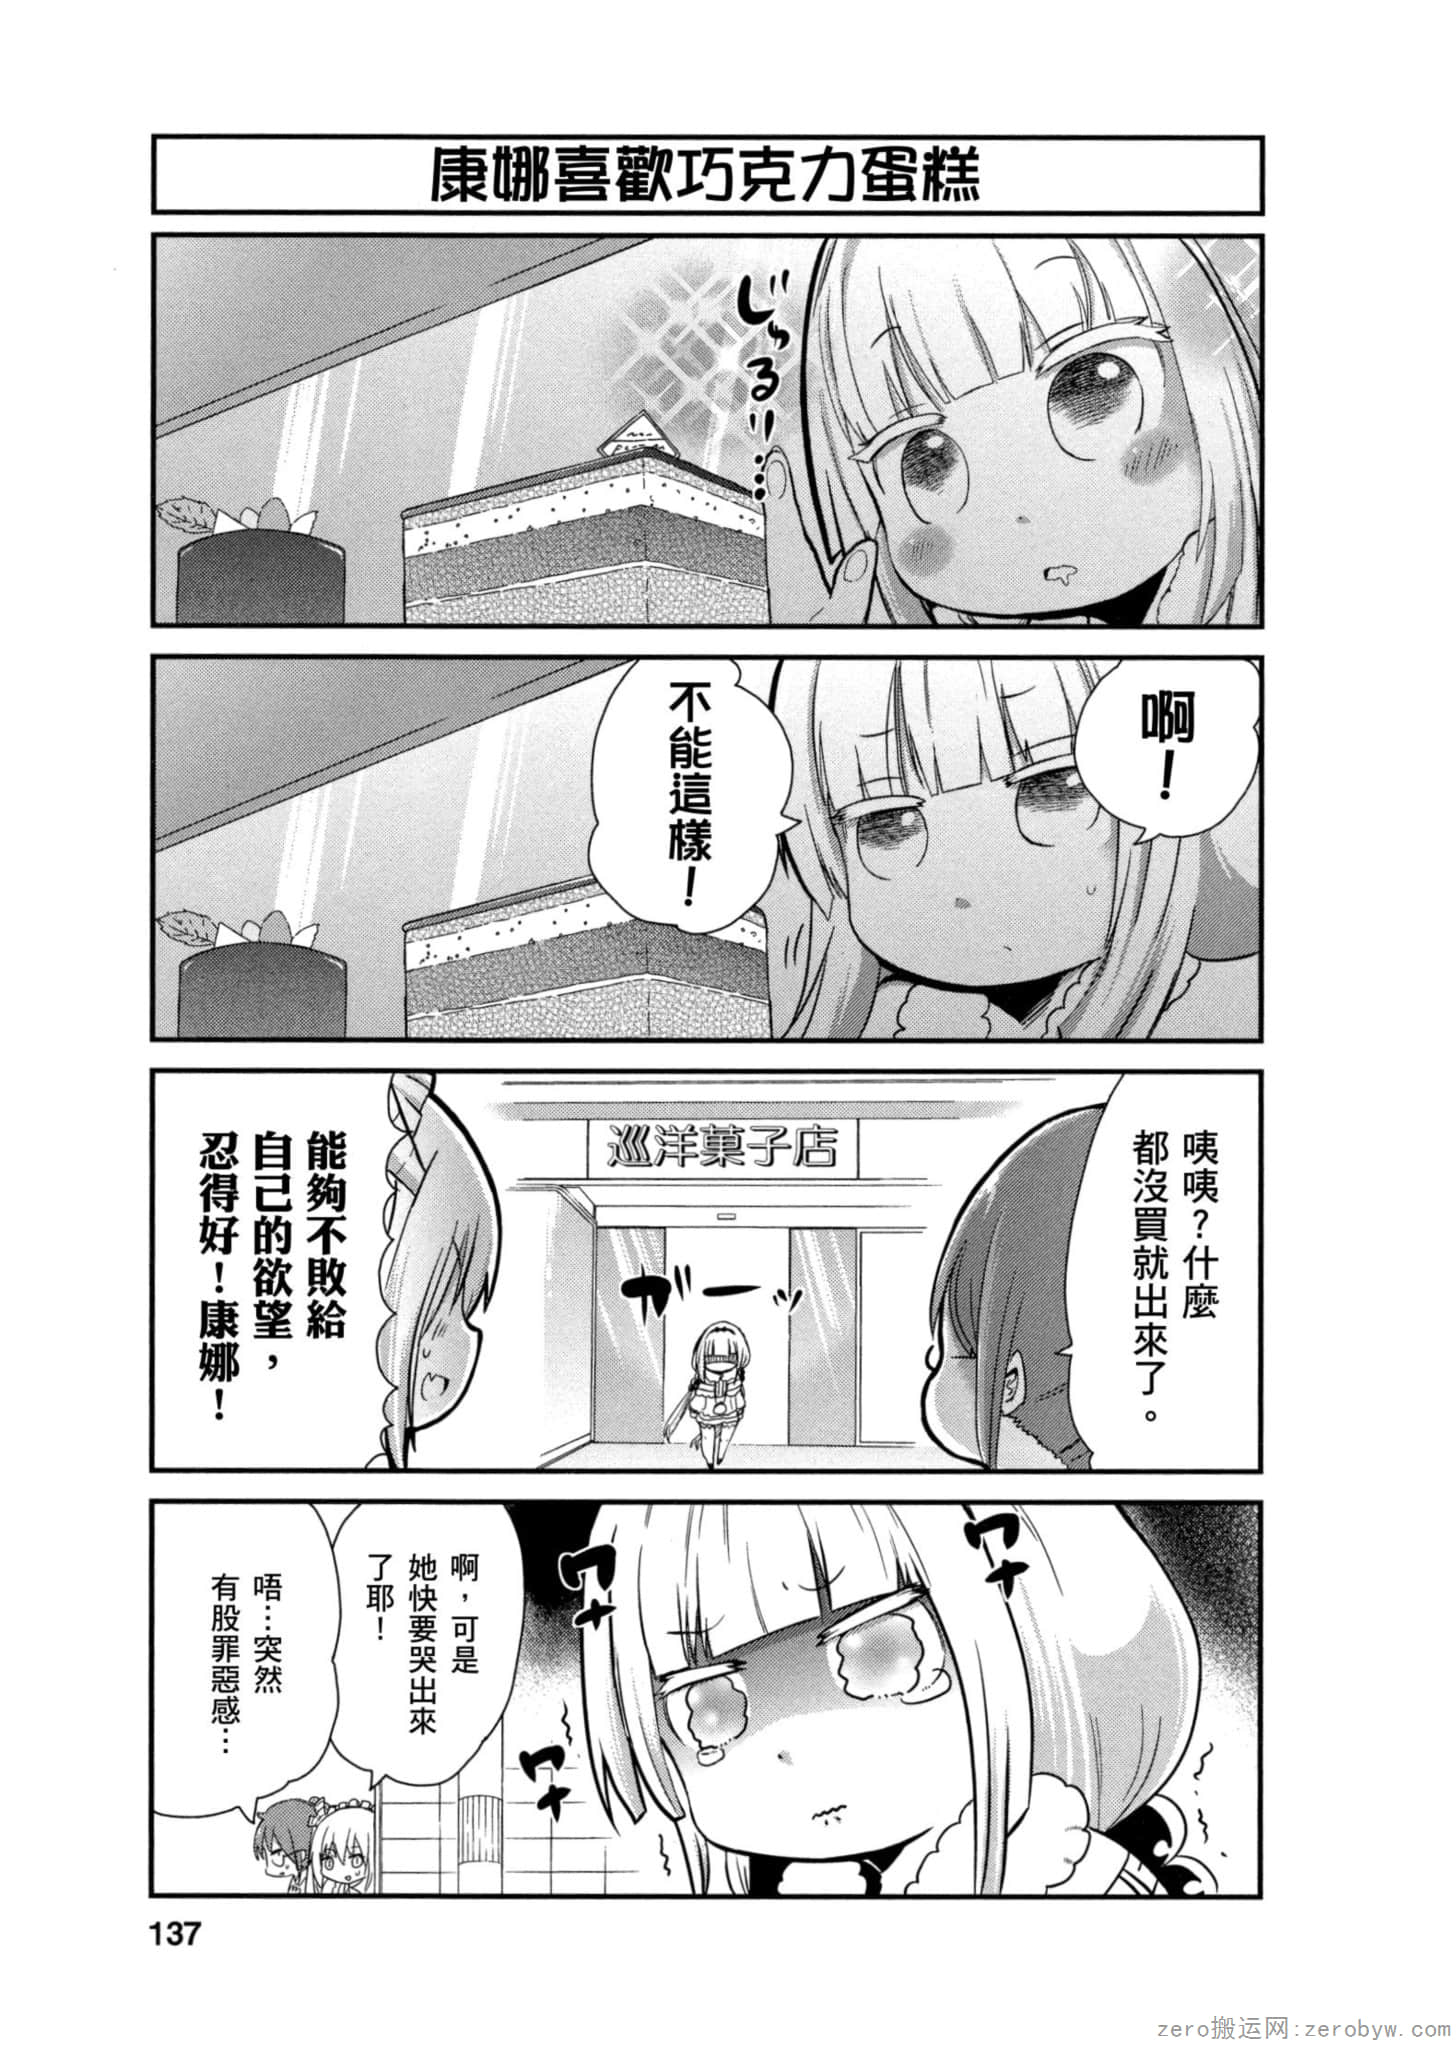 康娜喜歡巧克力蛋糕
じゅる…
啊！
不能這樣！
咦咦？什麼
都沒買就出來了。
巡洋菓子店
ガー
能夠不敗給
自己的欲望，
忍得好！康娜！
ワナ
ワナ
ワナ
啊，可是
她快要哭出來
了耶！
唔…突然
有股罪惡感…
137
zero搬运网:zerobyw.com